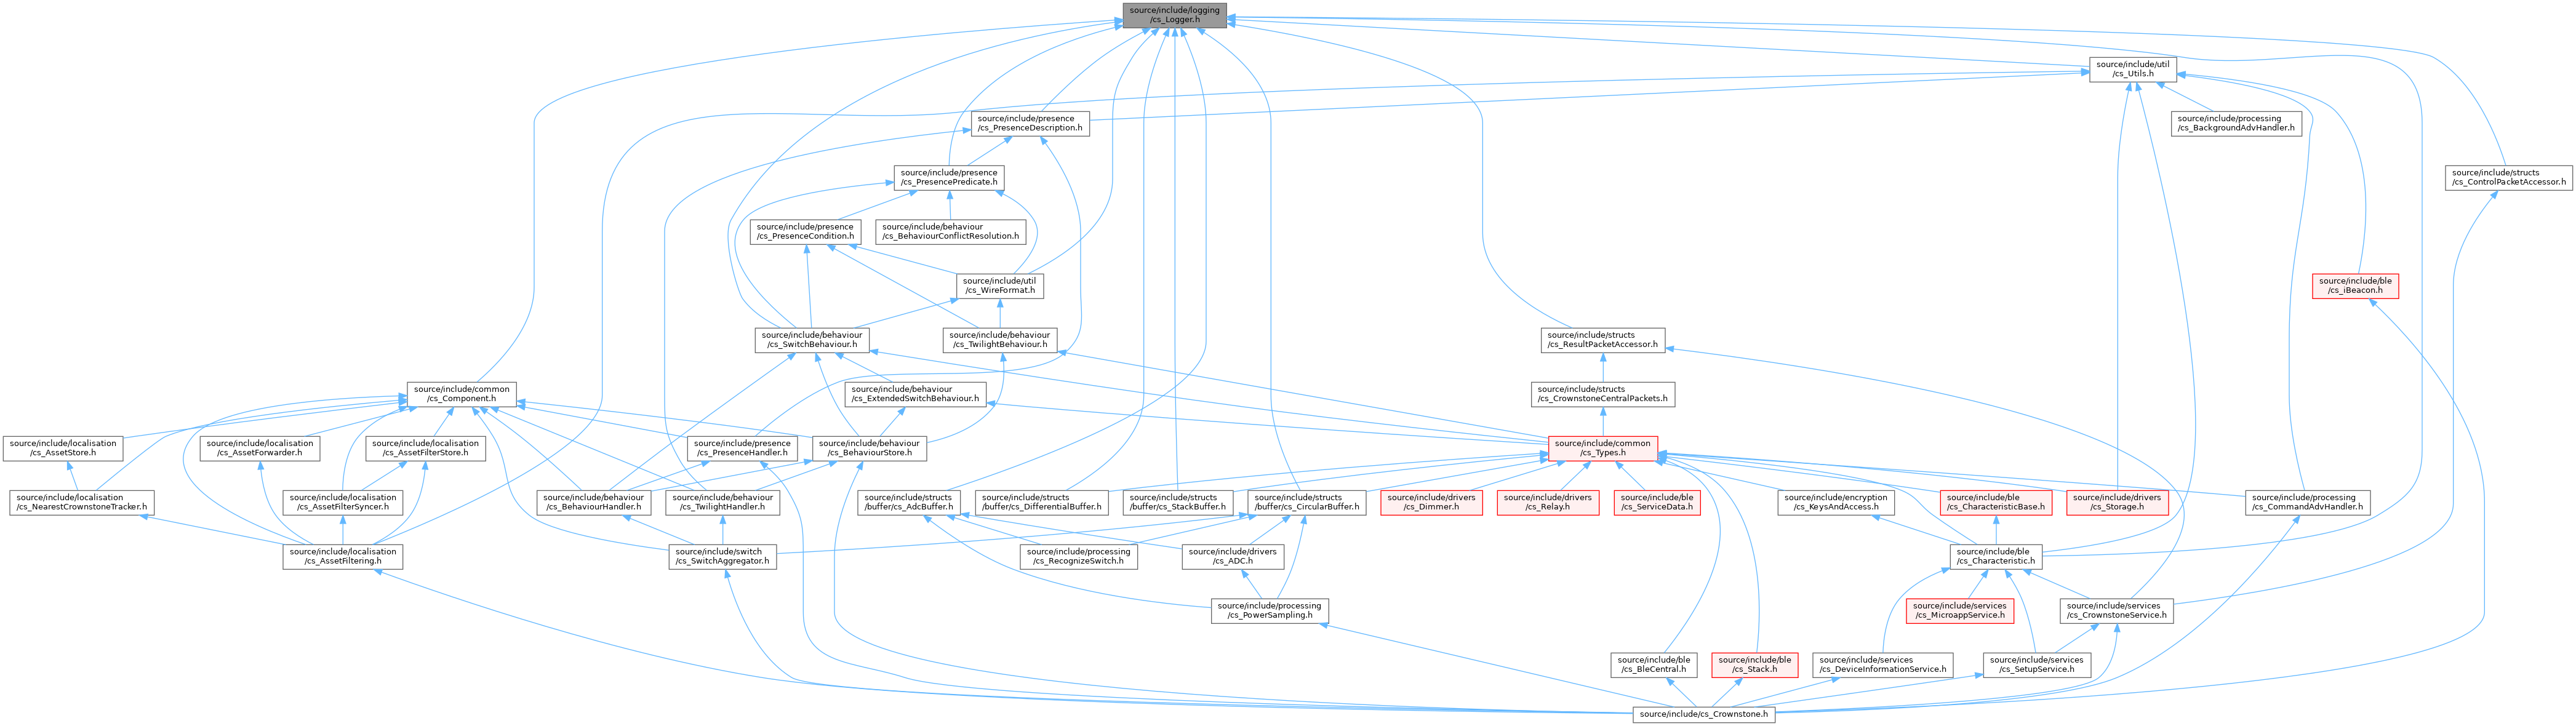 source/include/logging
/cs_Logger.h
source/include/util
/cs_Utils.h
source/include/presence
/cs_PresenceDescription.h
source/include/processing
/cs_BackgroundAdvHandler.h
source/include/presence
/cs_PresencePredicate.h
source/include/structs
/cs_ControlPacketAccessor.h
source/include/presence
/cs_PresenceCondition.h
source/include/behaviour
/cs_BehaviourConflictResolution.h
source/include/util
/cs_WireFormat.h
source/include/ble
/cs_iBeacon.h
source/include/behaviour
/cs_SwitchBehaviour.h
source/include/behaviour
/cs_TwilightBehaviour.h
source/include/structs
/cs_ResultPacketAccessor.h
source/include/common
/cs_Component.h
source/include/behaviour
/cs_ExtendedSwitchBehaviour.h
source/include/structs
/cs_CrownstoneCentralPackets.h
source/include/localisation
/cs_AssetStore.h
source/include/localisation
/cs_AssetForwarder.h
source/include/localisation
/cs_AssetFilterStore.h
source/include/presence
/cs_PresenceHandler.h
source/include/behaviour
/cs_BehaviourStore.h
source/include/common
/cs_Types.h
source/include/localisation
/cs_NearestCrownstoneTracker.h
source/include/localisation
/cs_AssetFilterSyncer.h
source/include/behaviour
/cs_BehaviourHandler.h
source/include/behaviour
/cs_TwilightHandler.h
source/include/structs
/buffer/cs_AdcBuffer.h
source/include/structs
/buffer/cs_DifferentialBuffer.h
source/include/structs
/buffer/cs_StackBuffer.h
source/include/structs
/buffer/cs_CircularBuffer.h
source/include/drivers
/cs_Dimmer.h
source/include/drivers
/cs_Relay.h
source/include/ble
/cs_ServiceData.h
source/include/encryption
/cs_KeysAndAccess.h
source/include/ble
/cs_CharacteristicBase.h
source/include/drivers
/cs_Storage.h
source/include/processing
/cs_CommandAdvHandler.h
source/include/localisation
/cs_AssetFiltering.h
source/include/switch
/cs_SwitchAggregator.h
source/include/processing
/cs_RecognizeSwitch.h
source/include/drivers
/cs_ADC.h
source/include/ble
/cs_Characteristic.h
source/include/processing
/cs_PowerSampling.h
source/include/services
/cs_MicroappService.h
source/include/services
/cs_CrownstoneService.h
source/include/ble
/cs_BleCentral.h
source/include/ble
/cs_Stack.h
source/include/services
/cs_DeviceInformationService.h
source/include/services
/cs_SetupService.h
source/include/cs_Crownstone.h